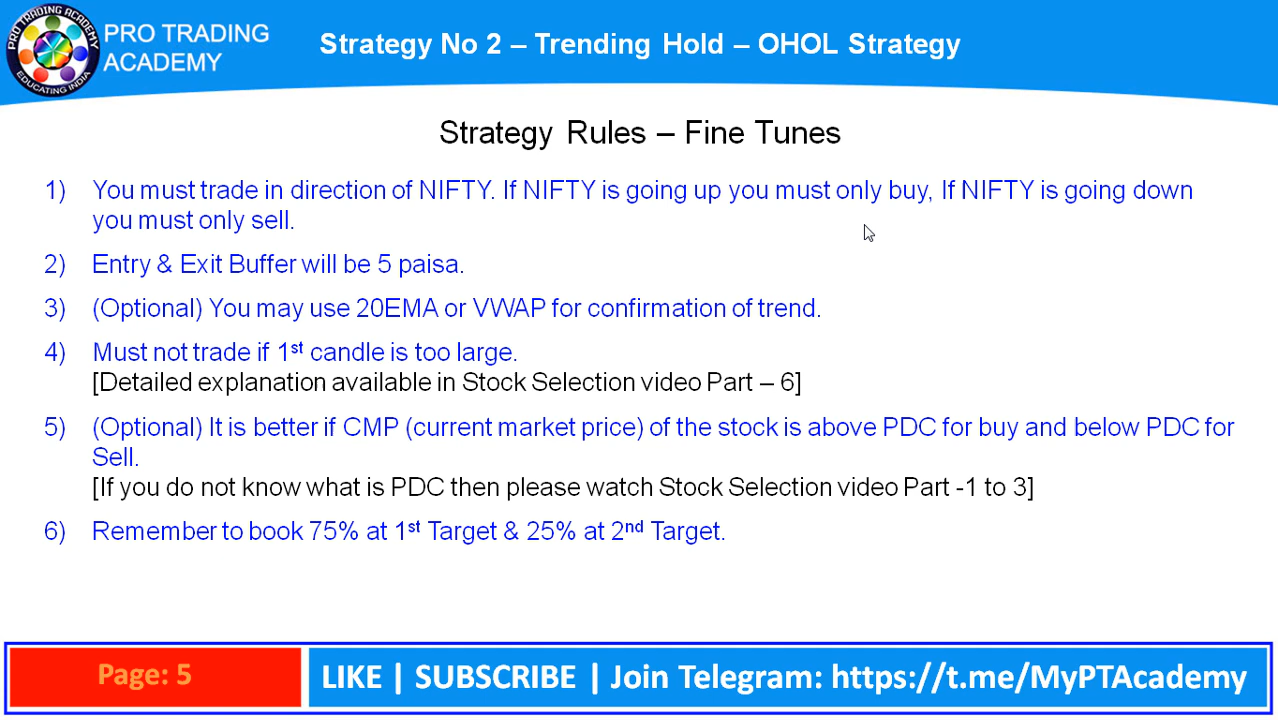 PRO TRADING ACADEMY
EDUCATING INDIA
PRO TRADING
ACADEMY
Strategy No 2 – Trending Hold – OHOL Strategy
Strategy Rules – Fine Tunes
1) You must trade in direction of NIFTY. If NIFTY is going up you must only buy, If NIFTY is going down
you must only sell.
2) Entry & Exit Buffer will be 5 paisa.
3) (Optional) You may use 20EMA or VWAP for confirmation of trend.
4) Must not trade if 1st candle is too large.
[Detailed explanation available in Stock Selection video Part – 6]
5) (Optional) It is better if CMP (current market price) of the stock is above PDC for buy and below PDC for
Sell.
[If you do not know what is PDC then please watch Stock Selection video Part -1 to 3]
6) Remember to book 75% at 1st Target & 25% at 2nd Target.
Page: 5
LIKE | SUBSCRIBE | Join Telegram: https://t.me/MyPTAcademy